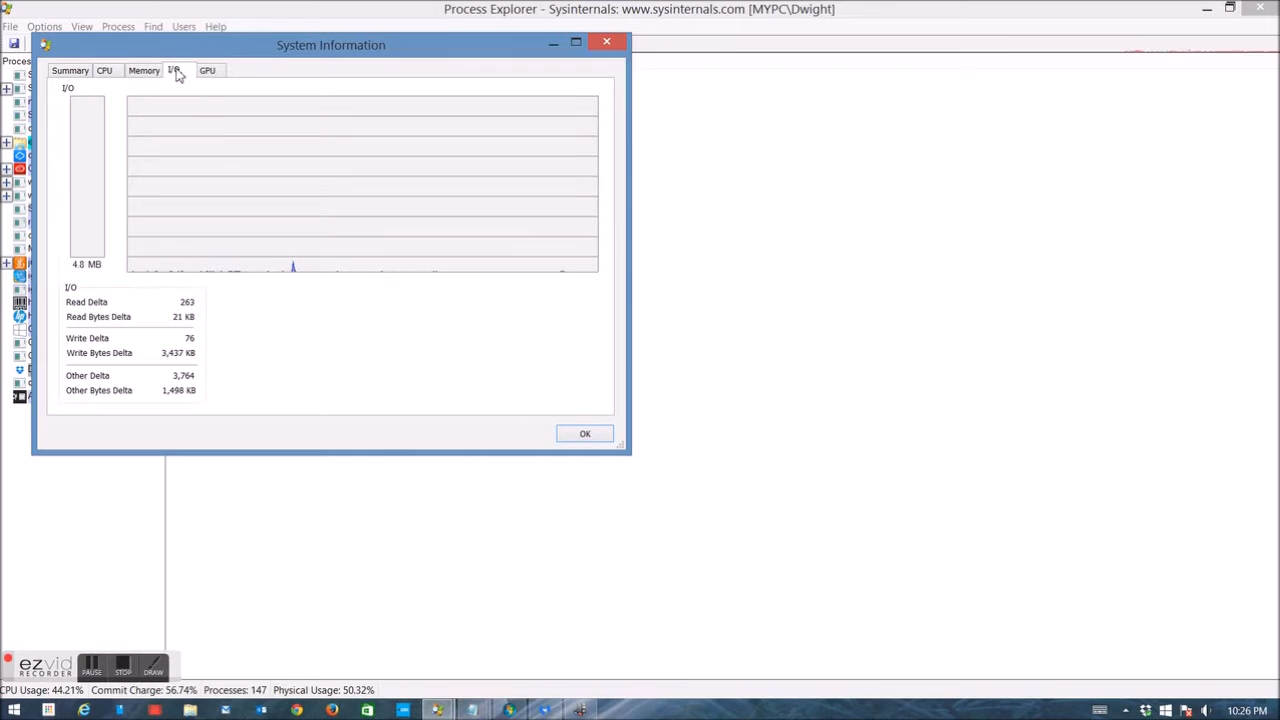 Process Explorer - Sysinternals: www.sysinternals.com [MYPC\Dwight]
File Options View Process Find Users Help
System Information
Proces
Summary CPU Memory I/O GPU
I/O
4.8 MB
I/O
Read Delta 263
Read Bytes Delta 21 KB
Write Delta 76
Write Bytes Delta 3,437 KB
Other Delta 3,764
Other Bytes Delta 1,498 KB
OK
ezvid
RECORDER
PAUSE STOP DRAW
CPU Usage: 44.21% Commit Charge: 56.74% Processes: 147 Physical Usage: 50.32%
10:26 PM